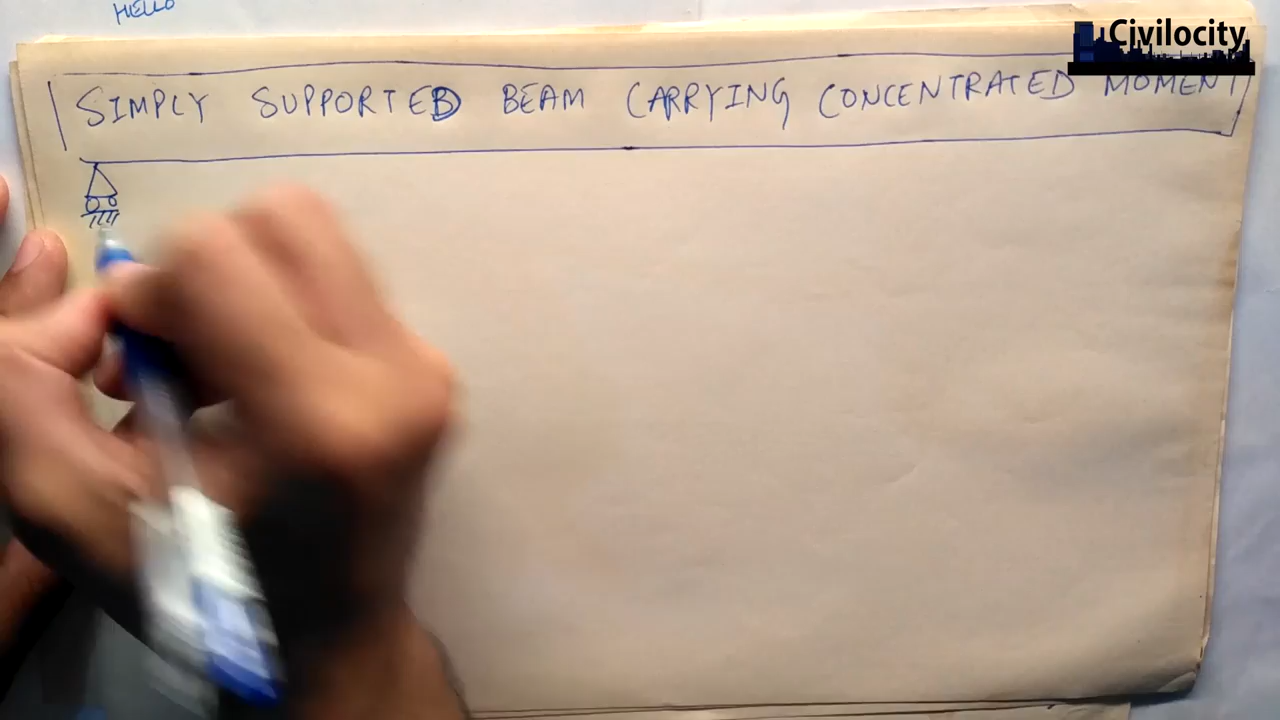 HELLO
Civilocity
SIMPLY SUPPORTED BEAM CARRYING CONCENTRATED MOMENT